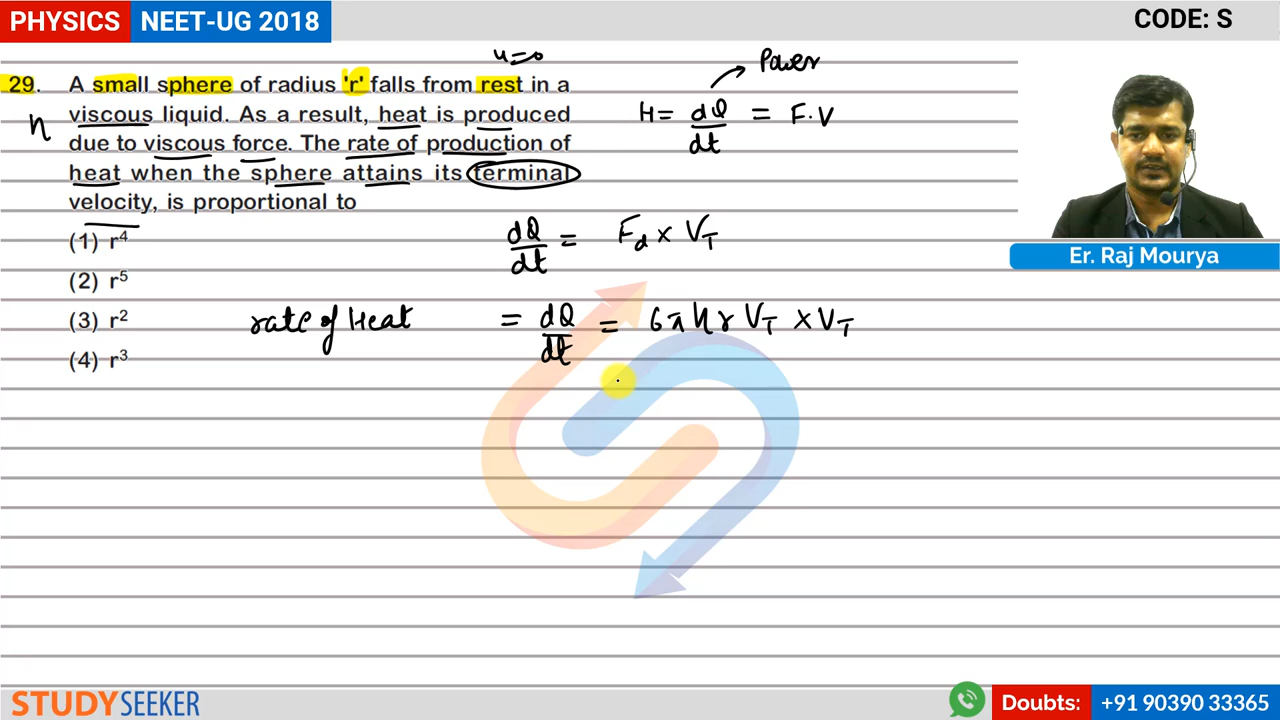 PHYSICS NEET-UG 2018
CODE: S
u=0
29. A small sphere of radius 'r' falls from rest in a
viscous liquid. As a result, heat is produced
due to viscous force. The rate of production of
heat when the sphere attains its terminal
velocity, is proportional to
(1) r⁴
(2) r⁵
(3) r²
(4) r³
η
Power
H = dQ/dt = F.V
dQ/dt = Fd × VT
rate of Heat = dQ/dt = 6πηr VT × VT
Er. Raj Mourya
STUDYSEEKER
Doubts: +91 90390 33365